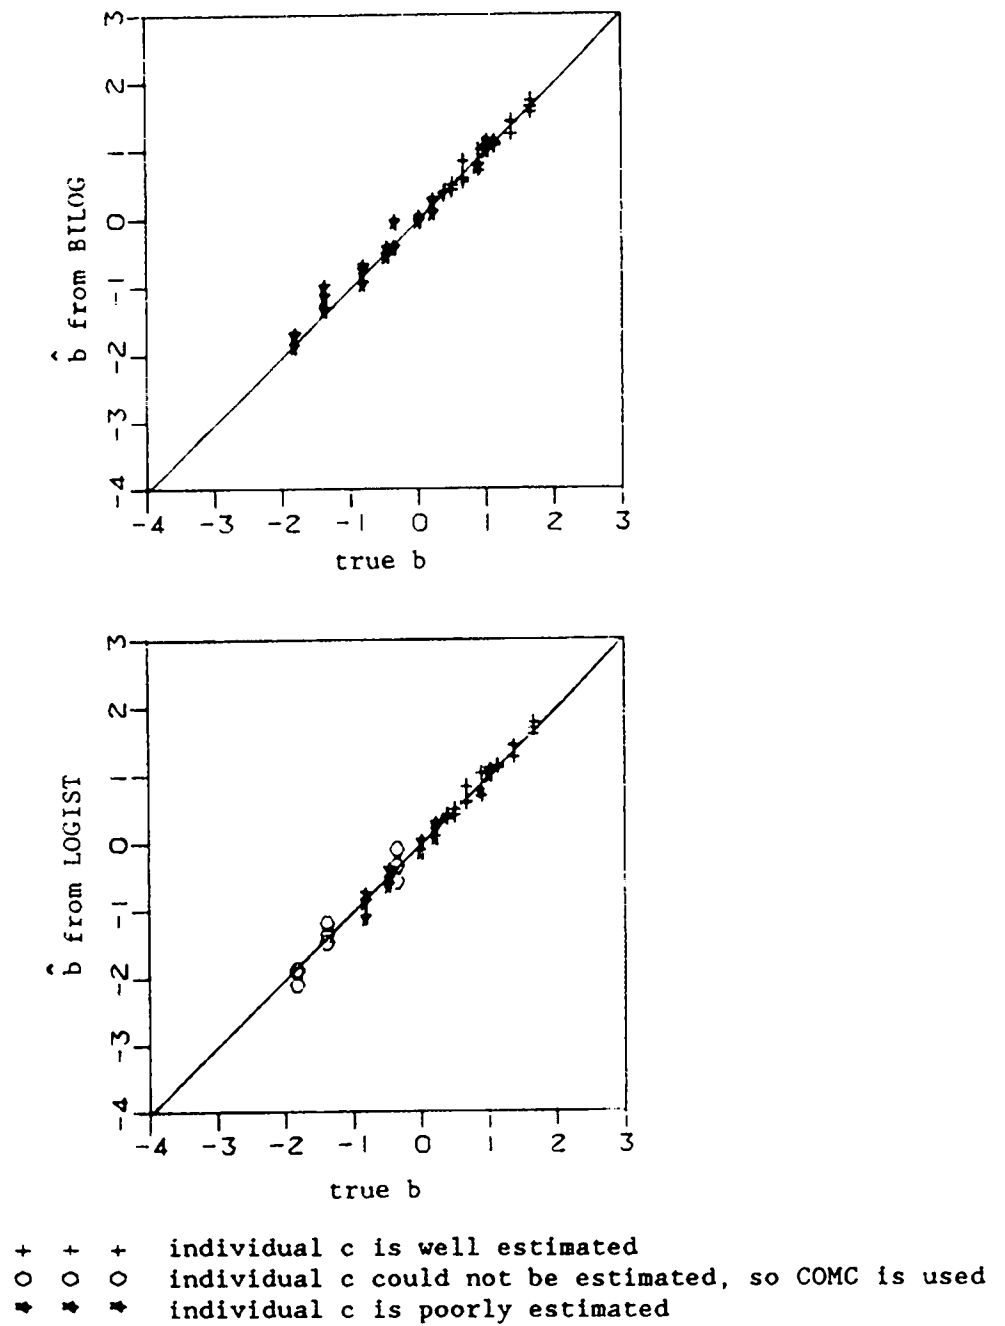 3
2
1
0
-1
-2
-3
-4
b̂ from BILOG
-4 -3 -2 -1 0 1 2 3
true b
3
2
1
0
-1
-2
-3
-4
b̂ from LOGIST
-4 -3 -2 -1 0 1 2 3
true b
+ + + individual c is well estimated
O O O individual c could not be estimated, so COMC is used
* * * individual c is poorly estimated